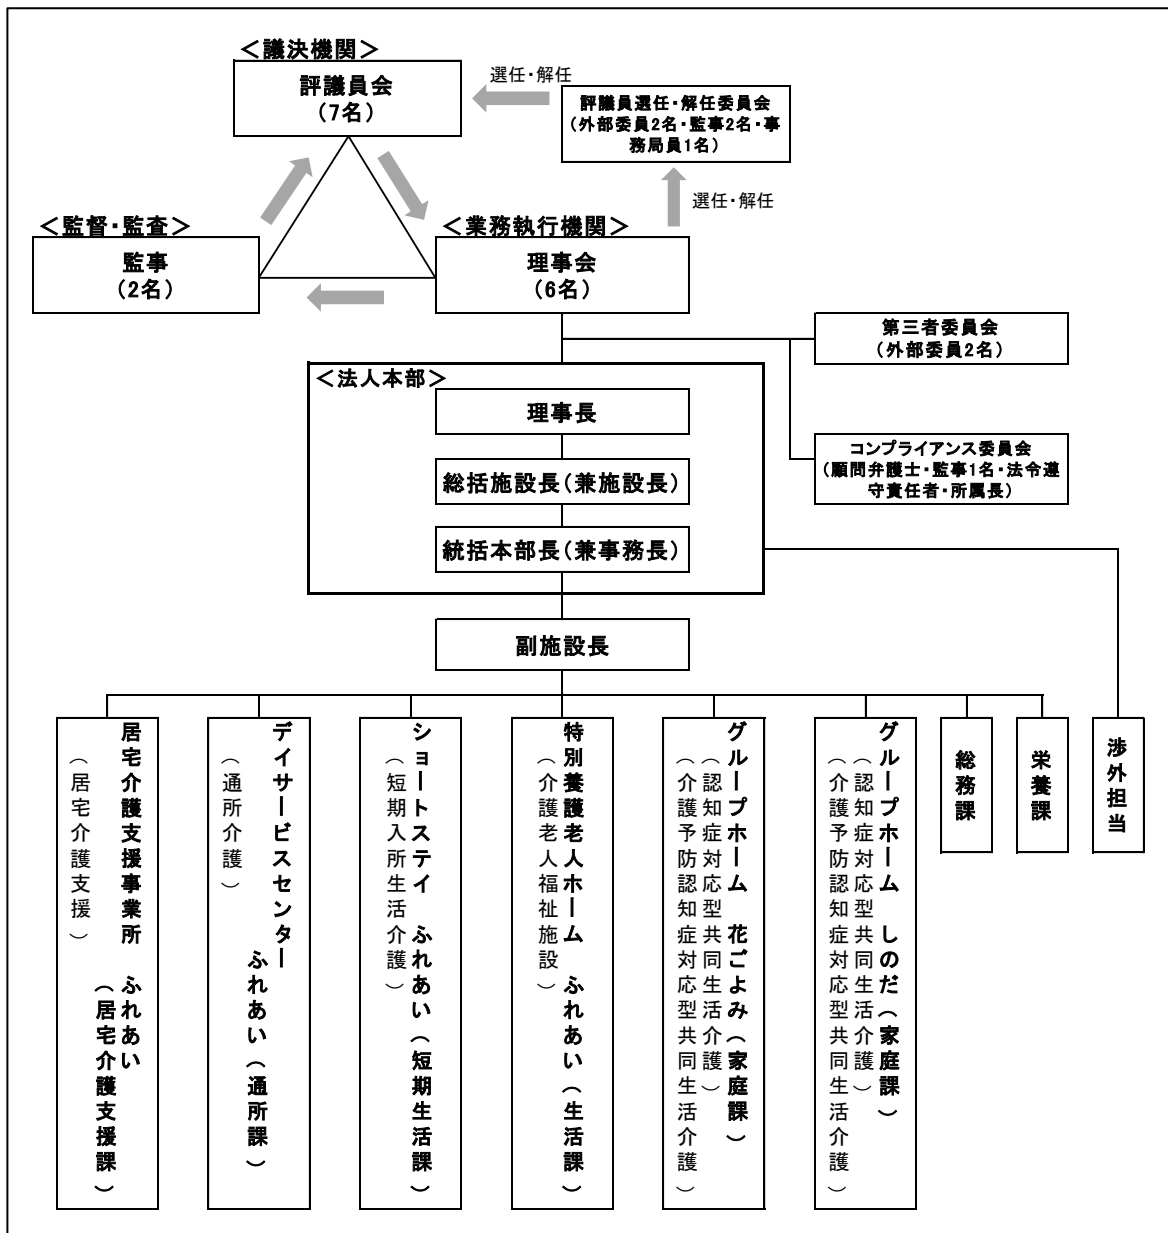 ＜議決機関＞
評議員会
（7名）
選任・解任
評議員選任・解任委員会
（外部委員2名・監事2名・事
務局員1名）
選任・解任
＜監督・監査＞
監事
（2名）
＜業務執行機関＞
理事会
（6名）
第三者委員会
（外部委員2名）
＜法人本部＞
理事長
総括施設長（兼施設長）
統括本部長（兼事務長）
コンプライアンス委員会
（顧問弁護士・監事1名・法令遵
守責任者・所属長）
副施設長
居宅介護支援事業所　ふれあい
（居宅介護支援課）
（居宅介護支援）
デイサービスセンター
ふれあい（通所課）
（通所介護）
ショートステイ　ふれあい（短期生活課）
（短期入所生活介護）
特別養護老人ホーム　ふれあい（生活課）
（介護老人福祉施設）
グループホーム　花ごよみ（家庭課）
（認知症対応型共同生活介護）
（介護予防認知症対応型共同生活介護）
グループホーム　しのだ（家庭課）
（認知症対応型共同生活介護）
（介護予防認知症対応型共同生活介護）
総務課
栄養課
渉外担当